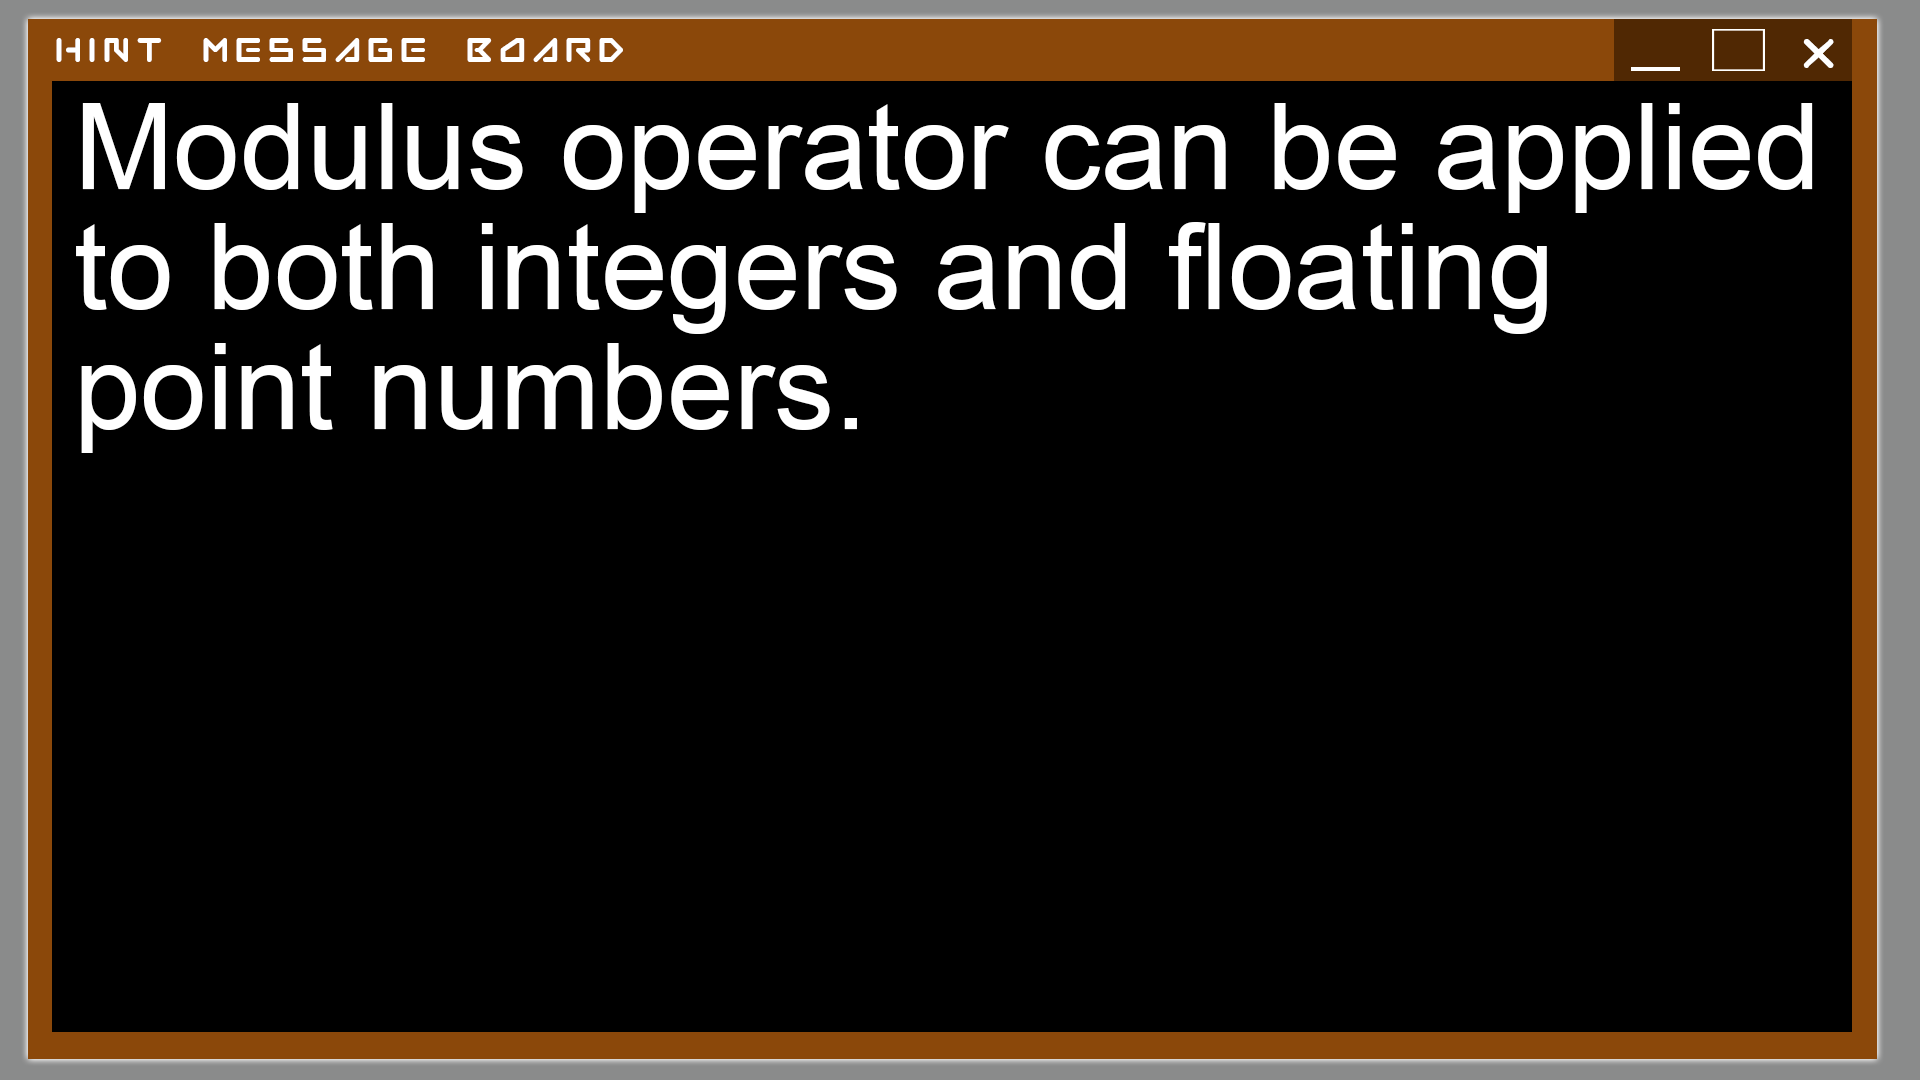 HINT MESSAGE BOARD
Modulus operator can be applied
to both integers and floating
point numbers.